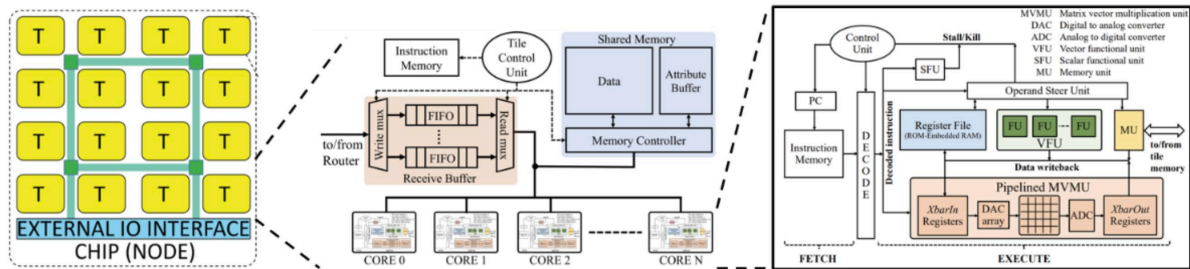 T T T T
T T T T
T T T T
T T T T
EXTERNAL IO INTERFACE
CHIP (NODE)
Instruction
Memory
Tile
Control
Unit
Shared Memory
Data
Attribute
Buffer
Memory Controller
to/from
Router
Write mux
FIFO
FIFO
Read mux
Receive Buffer
CORE 0
CORE 1
CORE 2
CORE N
MVMU Matrix vector multiplication unit
DAC Digital to analog converter
ADC Analog to digital converter
VFU Vector functional unit
SFU Scalar functional unit
MU Memory unit
Control
Unit
Stall/Kill
SFU
Operand Steer Unit
PC
Instruction
Memory
DECODE
Decoded instruction
Register File
(ROM-Embedded RAM)
FU FU FU
VFU
MU
to/from
tile
memory
Data writeback
Pipelined MVMU
XbarIn
Registers
DAC
array
ADC
XbarOut
Registers
FETCH
EXECUTE